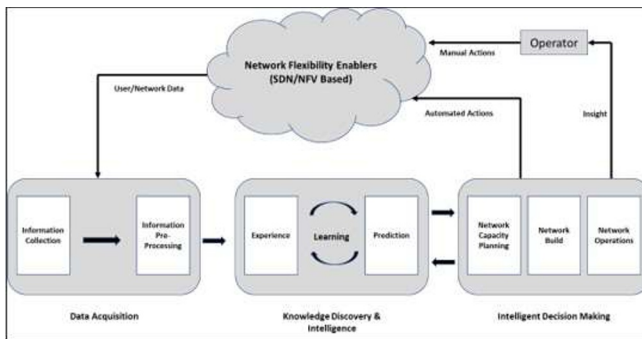 Network Flexibility Enablers
(SDN/NFV Based)
Operator
Manual Actions
User/Network Data
Automated Actions
Insight
Information
Collection
Information
Pre-
Processing
Experience
Learning
Prediction
Network
Capacity
Planning
Network
Build
Network
Operations
Data Acquisition
Knowledge Discovery &
Intelligence
Intelligent Decision Making